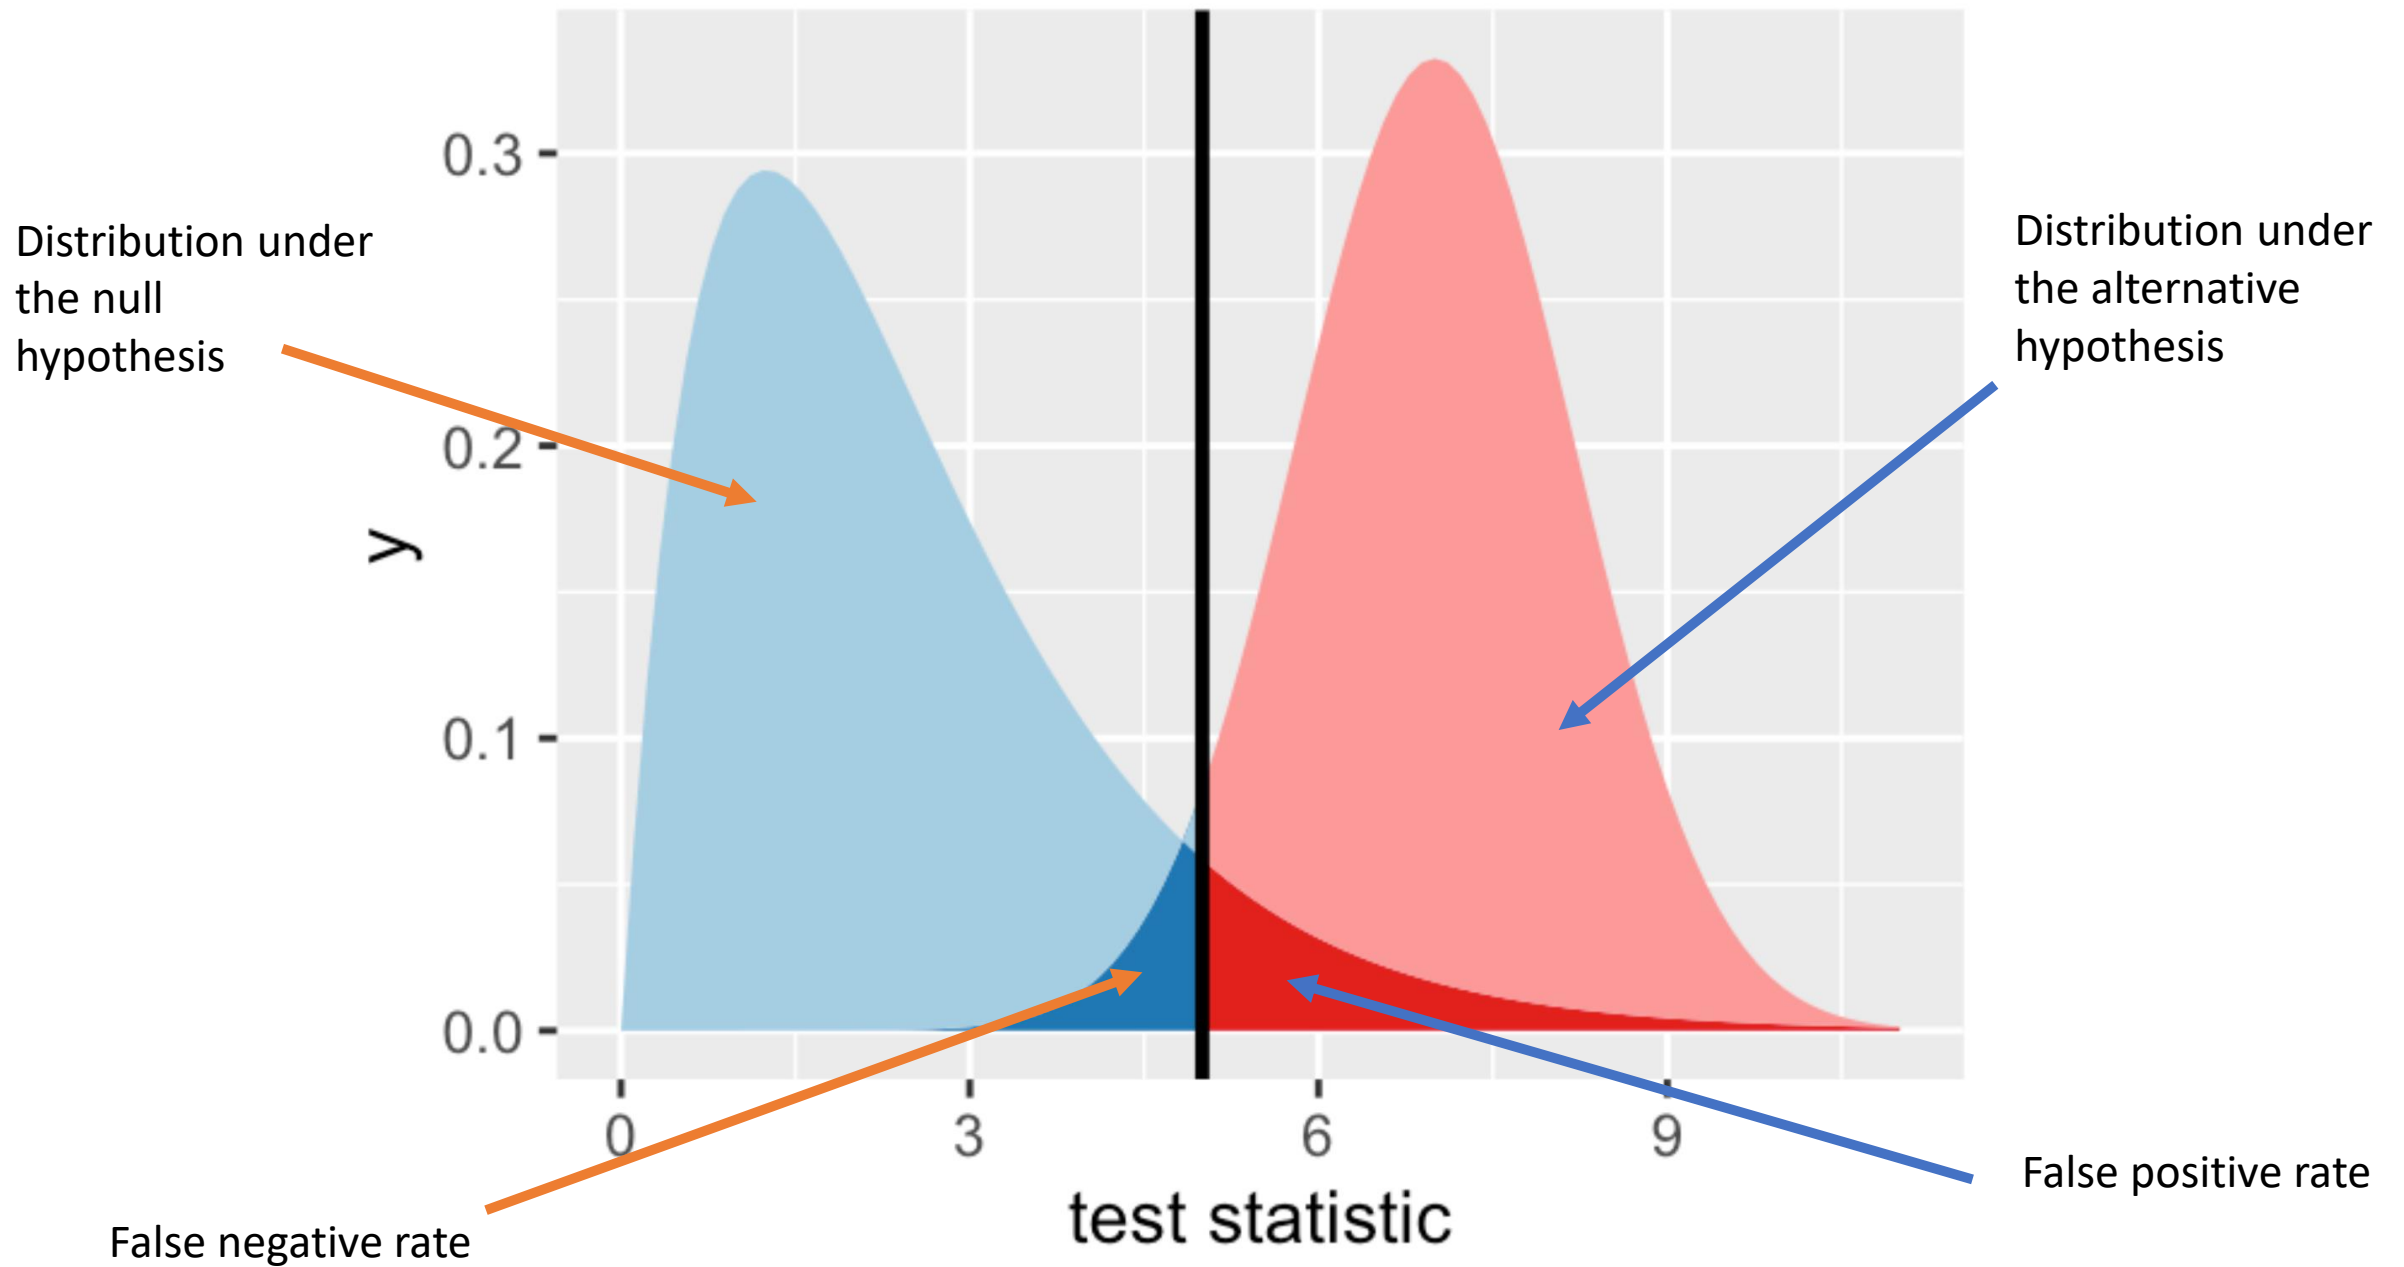 Distribution under
the null
hypothesis
Distribution under
the alternative
hypothesis
0.3
0.2
0.1
0.0
y
0
3
6
9
test statistic
False negative rate
False positive rate